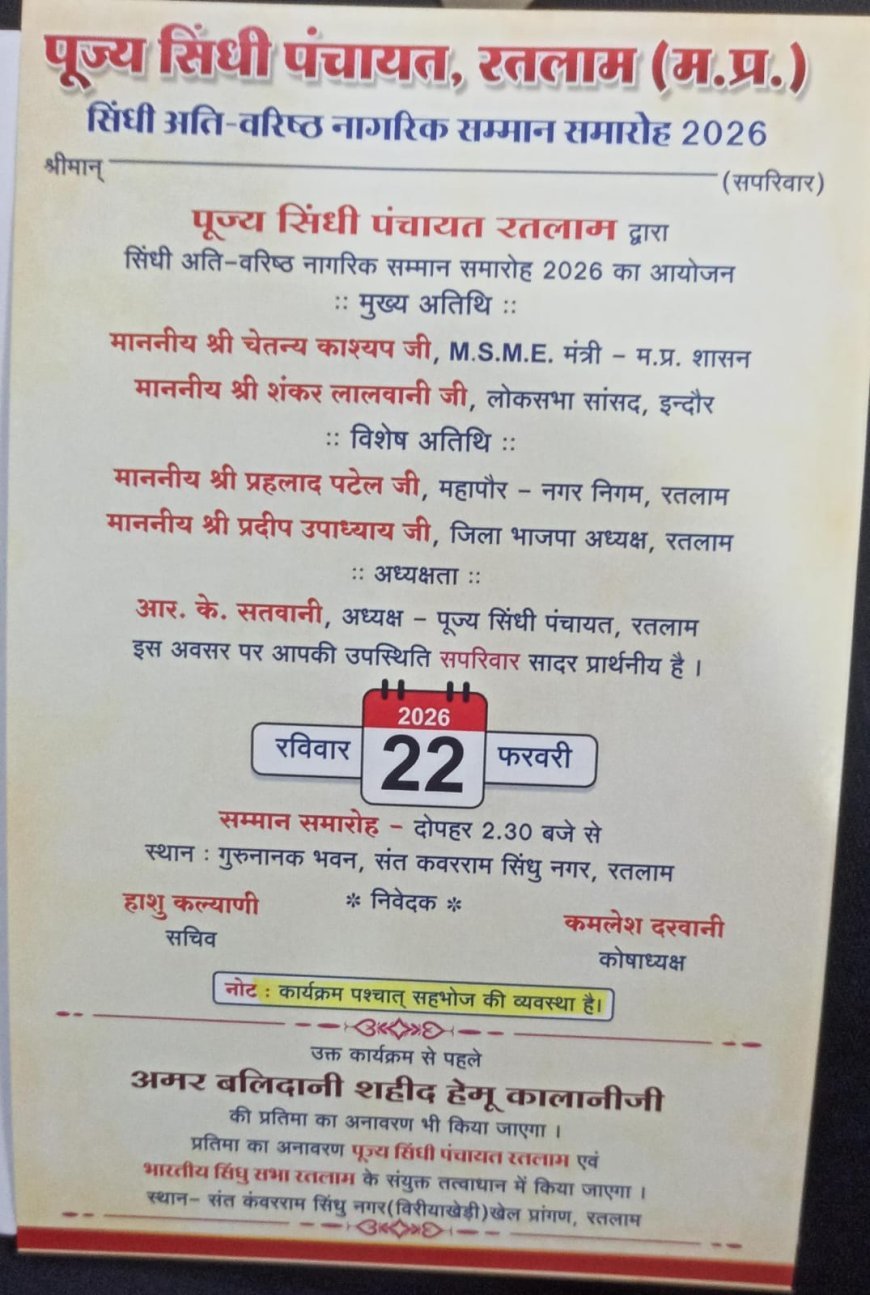 पूज्य सिंधी पंचायत, रतलाम (म.प्र.)
सिंधी अति-वरिष्ठ नागरिक सम्मान समारोह 2026
श्रीमान्
(सपरिवार)
पूज्य सिंधी पंचायत रतलाम द्वारा
सिंधी अति-वरिष्ठ नागरिक सम्मान समारोह 2026 का आयोजन
:: मुख्य अतिथि ::
माननीय श्री चेतन्य काश्यप जी, M.S.M.E. मंत्री - म.प्र. शासन
माननीय श्री शंकर लालवानी जी, लोकसभा सांसद, इन्दौर
:: विशेष अतिथि ::
माननीय श्री प्रहलाद पटेल जी, महापौर - नगर निगम, रतलाम
माननीय श्री प्रदीप उपाध्याय जी, जिला भाजपा अध्यक्ष, रतलाम
:: अध्यक्षता ::
आर. के. सतवानी, अध्यक्ष - पूज्य सिंधी पंचायत, रतलाम
इस अवसर पर आपकी उपस्थिति सपरिवार सादर प्रार्थनीय है ।
2026
रविवार 22 फरवरी
सम्मान समारोह - दोपहर 2.30 बजे से
स्थान : गुरुनानक भवन, संत कवरराम सिंधु नगर, रतलाम
* निवेदक *
हाशु कल्याणी
सचिव
कमलेश दरवानी
कोषाध्यक्ष
नोट : कार्यक्रम पश्चात् सहभोज की व्यवस्था है।
उक्त कार्यक्रम से पहले
अमर बलिदानी शहीद हेमू कालानीजी
की प्रतिमा का अनावरण भी किया जाएगा ।
प्रतिमा का अनावरण पूज्य सिंधी पंचायत रतलाम एवं
भारतीय सिंधु सभा रतलाम के संयुक्त तत्वाधान में किया जाएगा ।
स्थान- संत कंवरराम सिंधु नगर(विरीयाखेड़ी)खेल प्रांगण, रतलाम